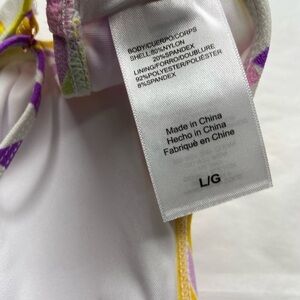 BODY/CUERPO/CORPS
SHELL:80%NYLON
20%SPANDEX
LINING/FORRO/DOUBLURE
92%POLYESTER/POLIÉSTER
8%SPANDEX
Made in China
Hecho in China
Fabriqué en Chine
L/G